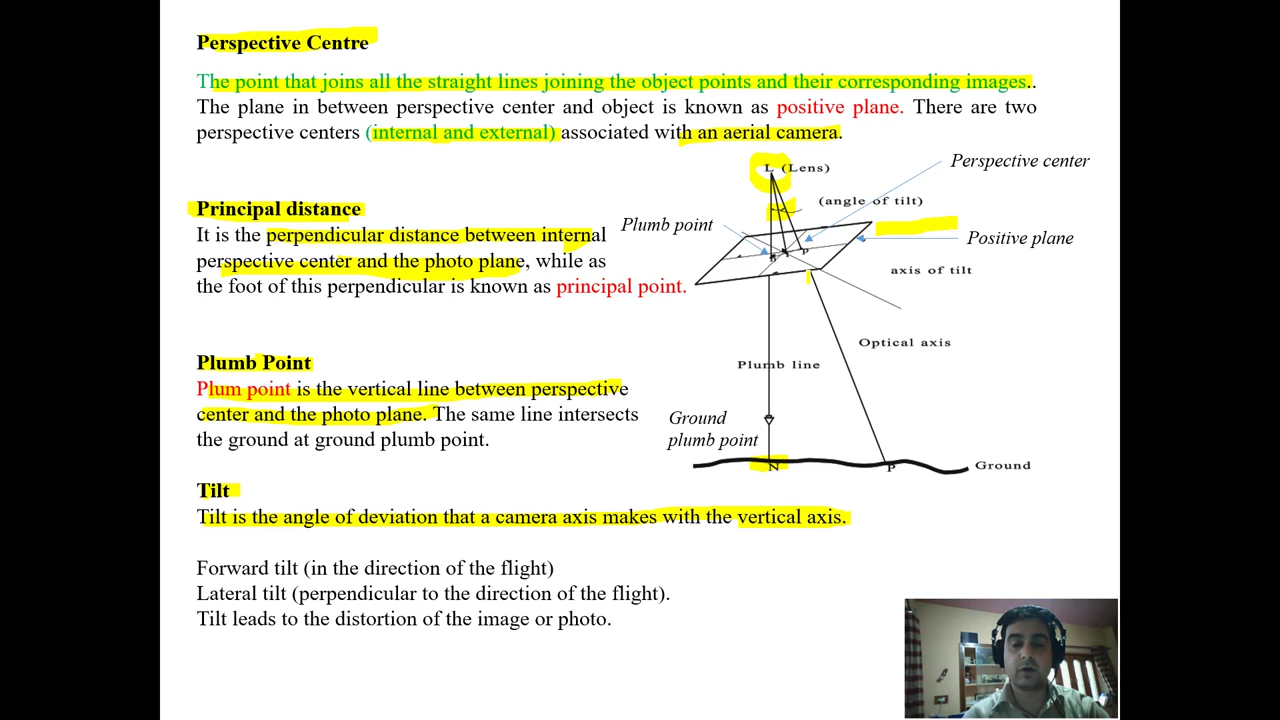 Perspective Centre
The point that joins all the straight lines joining the object points and their corresponding images..
The plane in between perspective center and object is known as positive plane. There are two
perspective centers (internal and external) associated with an aerial camera.
L (Lens)
Perspective center
(angle of tilt)
Plumb point
Positive plane
axis of tilt
Principal distance
It is the perpendicular distance between internal
perspective center and the photo plane, while as
the foot of this perpendicular is known as principal point.
P
Optical axis
Plumb line
Plumb Point
Plum point is the vertical line between perspective
center and the photo plane. The same line intersects
the ground at ground plumb point.
Ground
plumb point
N
P
Ground
Tilt
Tilt is the angle of deviation that a camera axis makes with the vertical axis.
Forward tilt (in the direction of the flight)
Lateral tilt (perpendicular to the direction of the flight).
Tilt leads to the distortion of the image or photo.